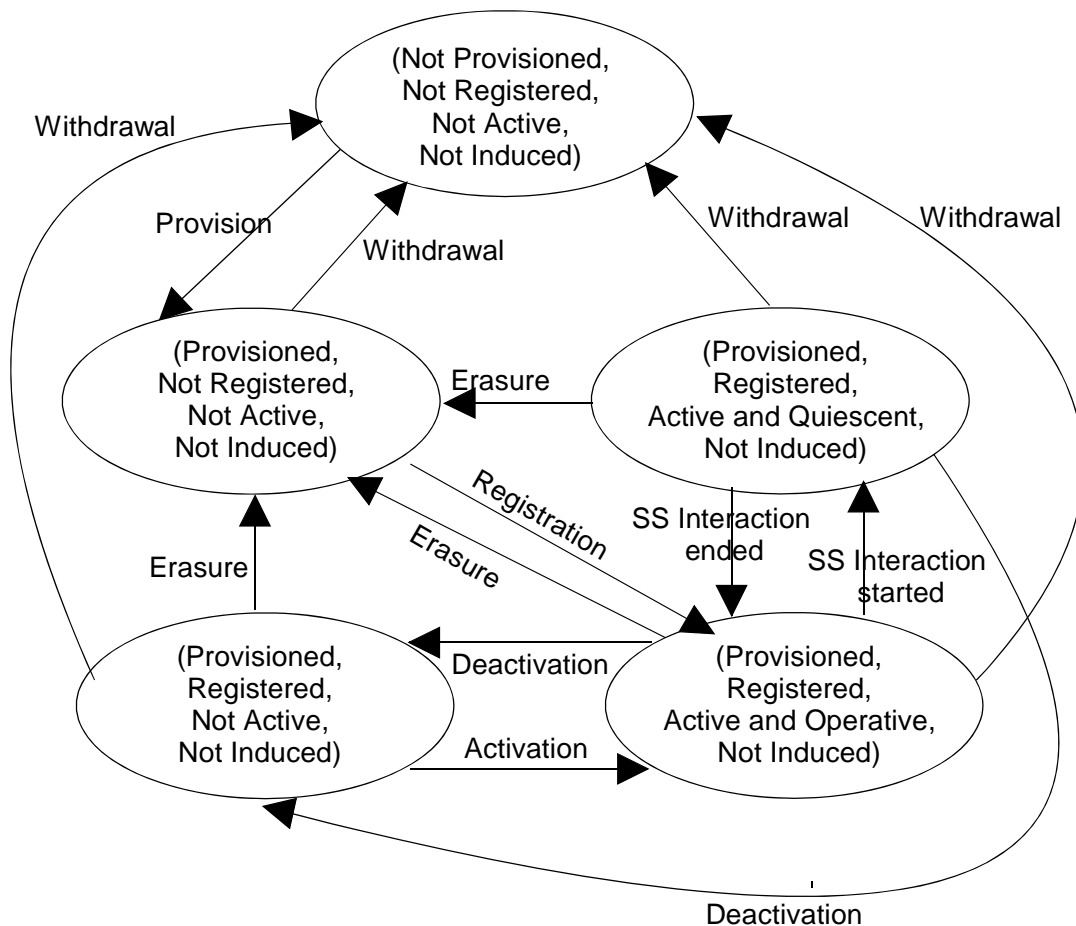 (Not Provisioned,
Not Registered,
Not Active,
Not Induced)
Withdrawal
Provision
Withdrawal
Withdrawal
Withdrawal
(Provisioned,
Not Registered,
Not Active,
Not Induced)
Erasure
(Provisioned,
Registered,
Active and Quiescent,
Not Induced)
Registration
Erasure
SS Interaction
ended
SS Interaction
started
Erasure
(Provisioned,
Registered,
Not Active,
Not Induced)
Deactivation
Activation
(Provisioned,
Registered,
Active and Operative,
Not Induced)
Deactivation